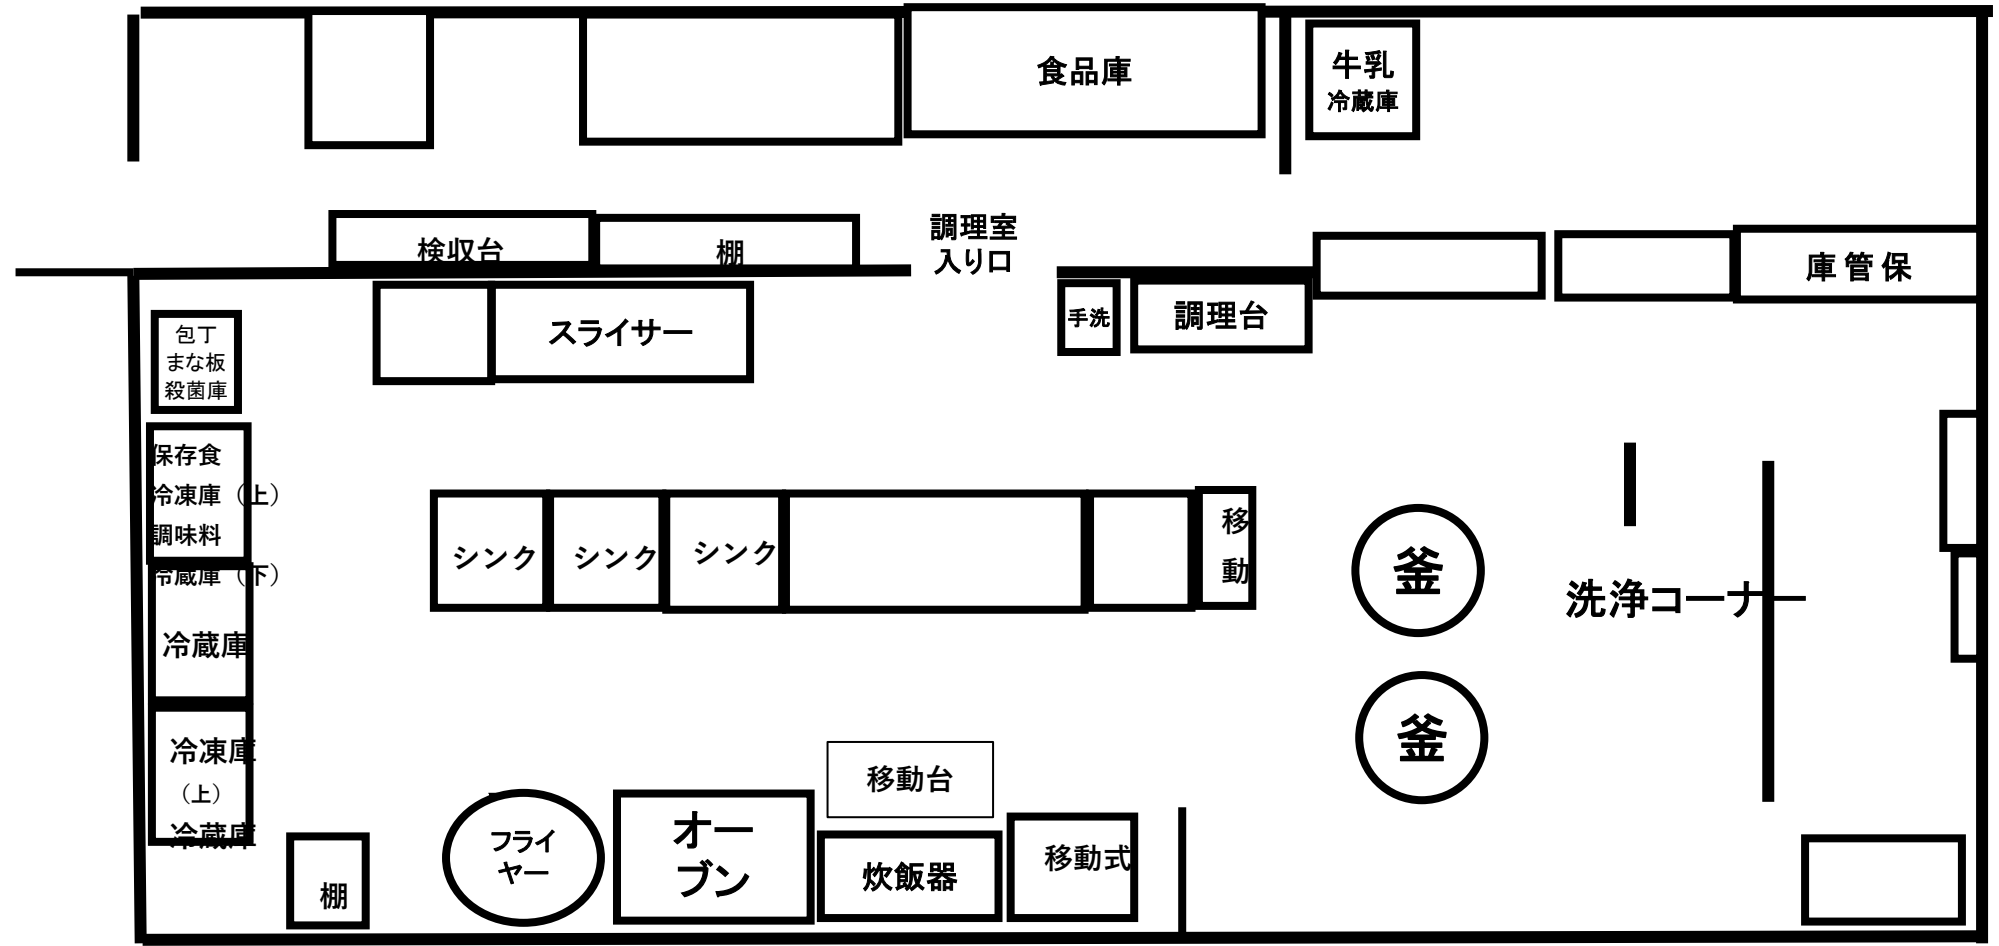 食品庫
牛乳
冷蔵庫
検収台
棚
調理室
入り口
庫管保
手洗
調理台
スライサー
包丁
まな板
殺菌庫
保存食
冷凍庫（上）
調味料
冷蔵庫（下）
シンク
シンク
シンク
移
動
釜
洗浄コーナー
冷蔵庫
釜
冷凍庫
（上）
冷蔵庫
移動台
フライ
ヤー
オー
ブン
炊飯器
移動式
棚